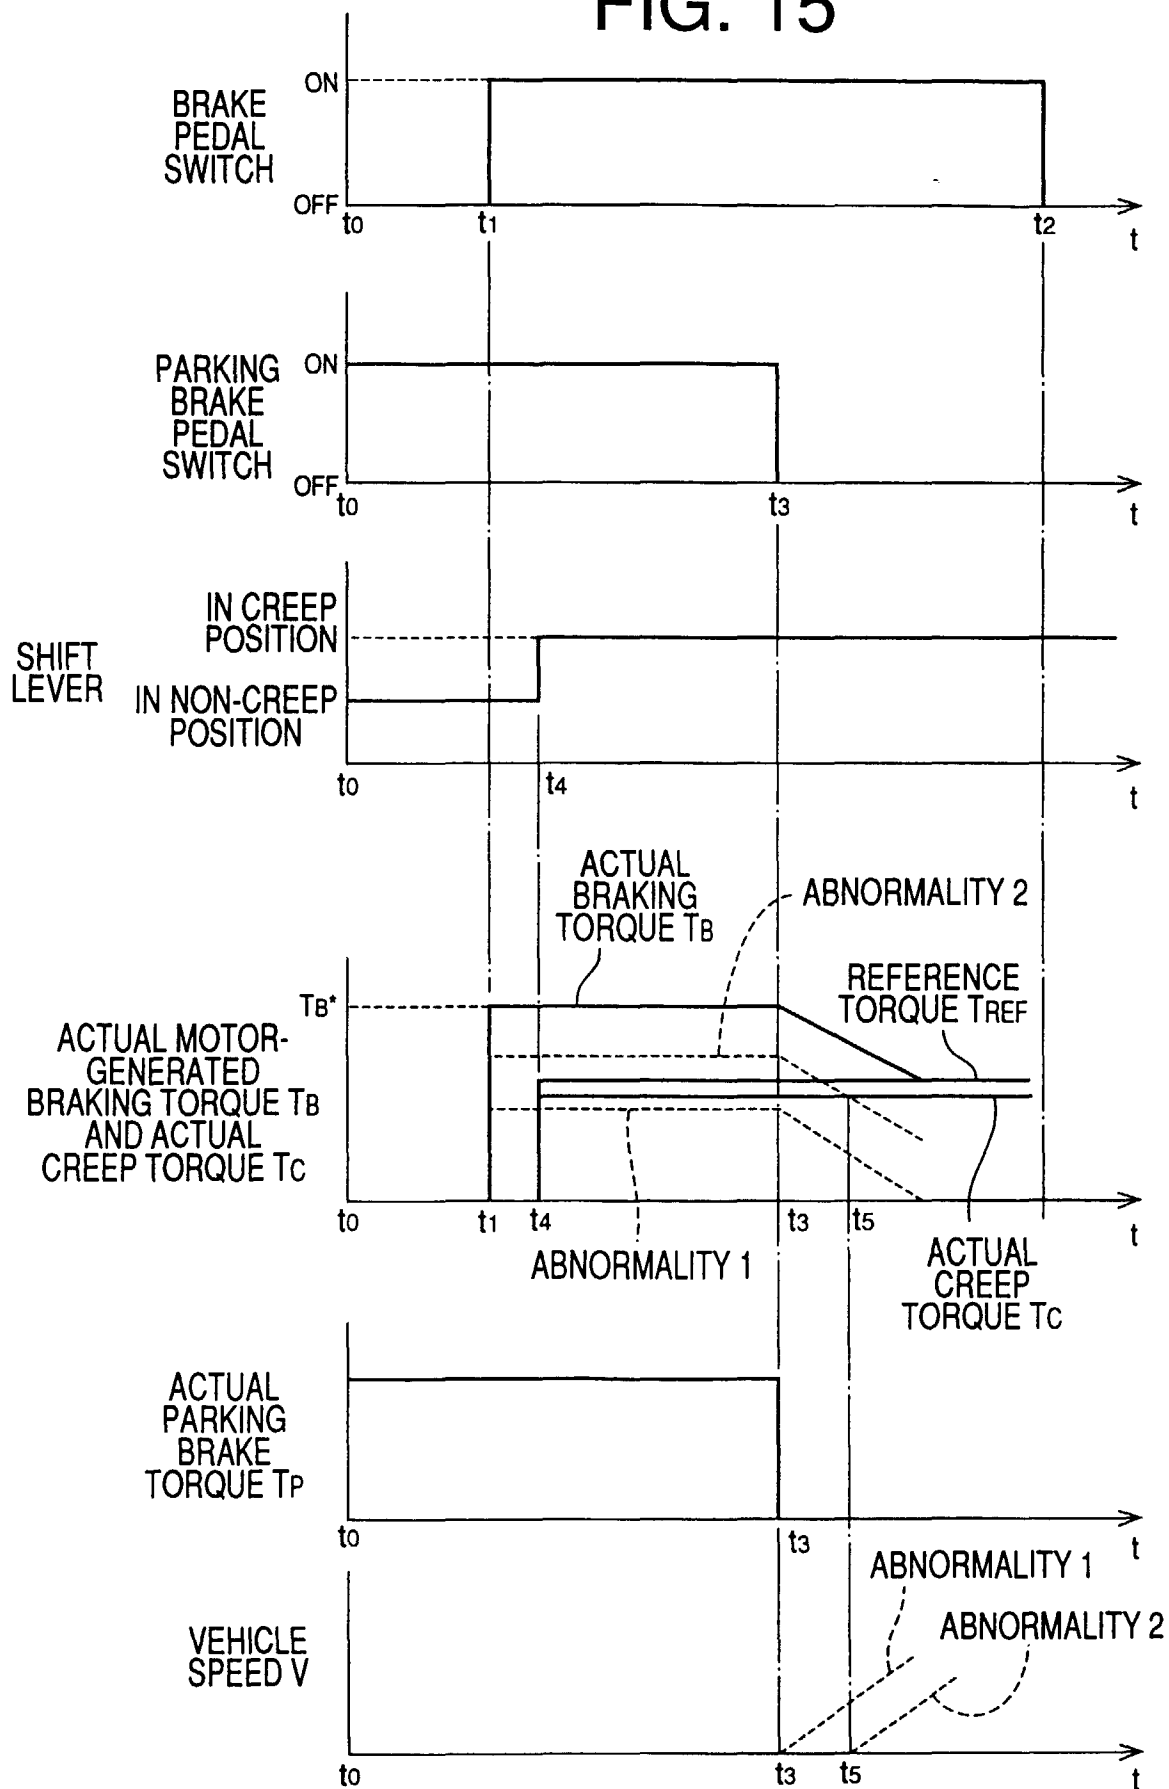 FIG. 15
ON
BRAKE
PEDAL
SWITCH
OFF
t0
t1
t2
t
PARKING
BRAKE
PEDAL
SWITCH
ON
OFF
t0
t3
t
SHIFT
LEVER
IN CREEP
POSITION
IN NON-CREEP
POSITION
t0
t4
t
ACTUAL
BRAKING
TORQUE TB
ABNORMALITY 2
REFERENCE
TORQUE TREF
TB*
ACTUAL MOTOR-
GENERATED
BRAKING TORQUE TB
AND ACTUAL
CREEP TORQUE TC
t0
t1
t4
t3
t5
t
ABNORMALITY 1
ACTUAL
CREEP
TORQUE TC
ACTUAL
PARKING
BRAKE
TORQUE TP
t0
t3
t
ABNORMALITY 1
ABNORMALITY 2
VEHICLE
SPEED V
t0
t3
t5
t